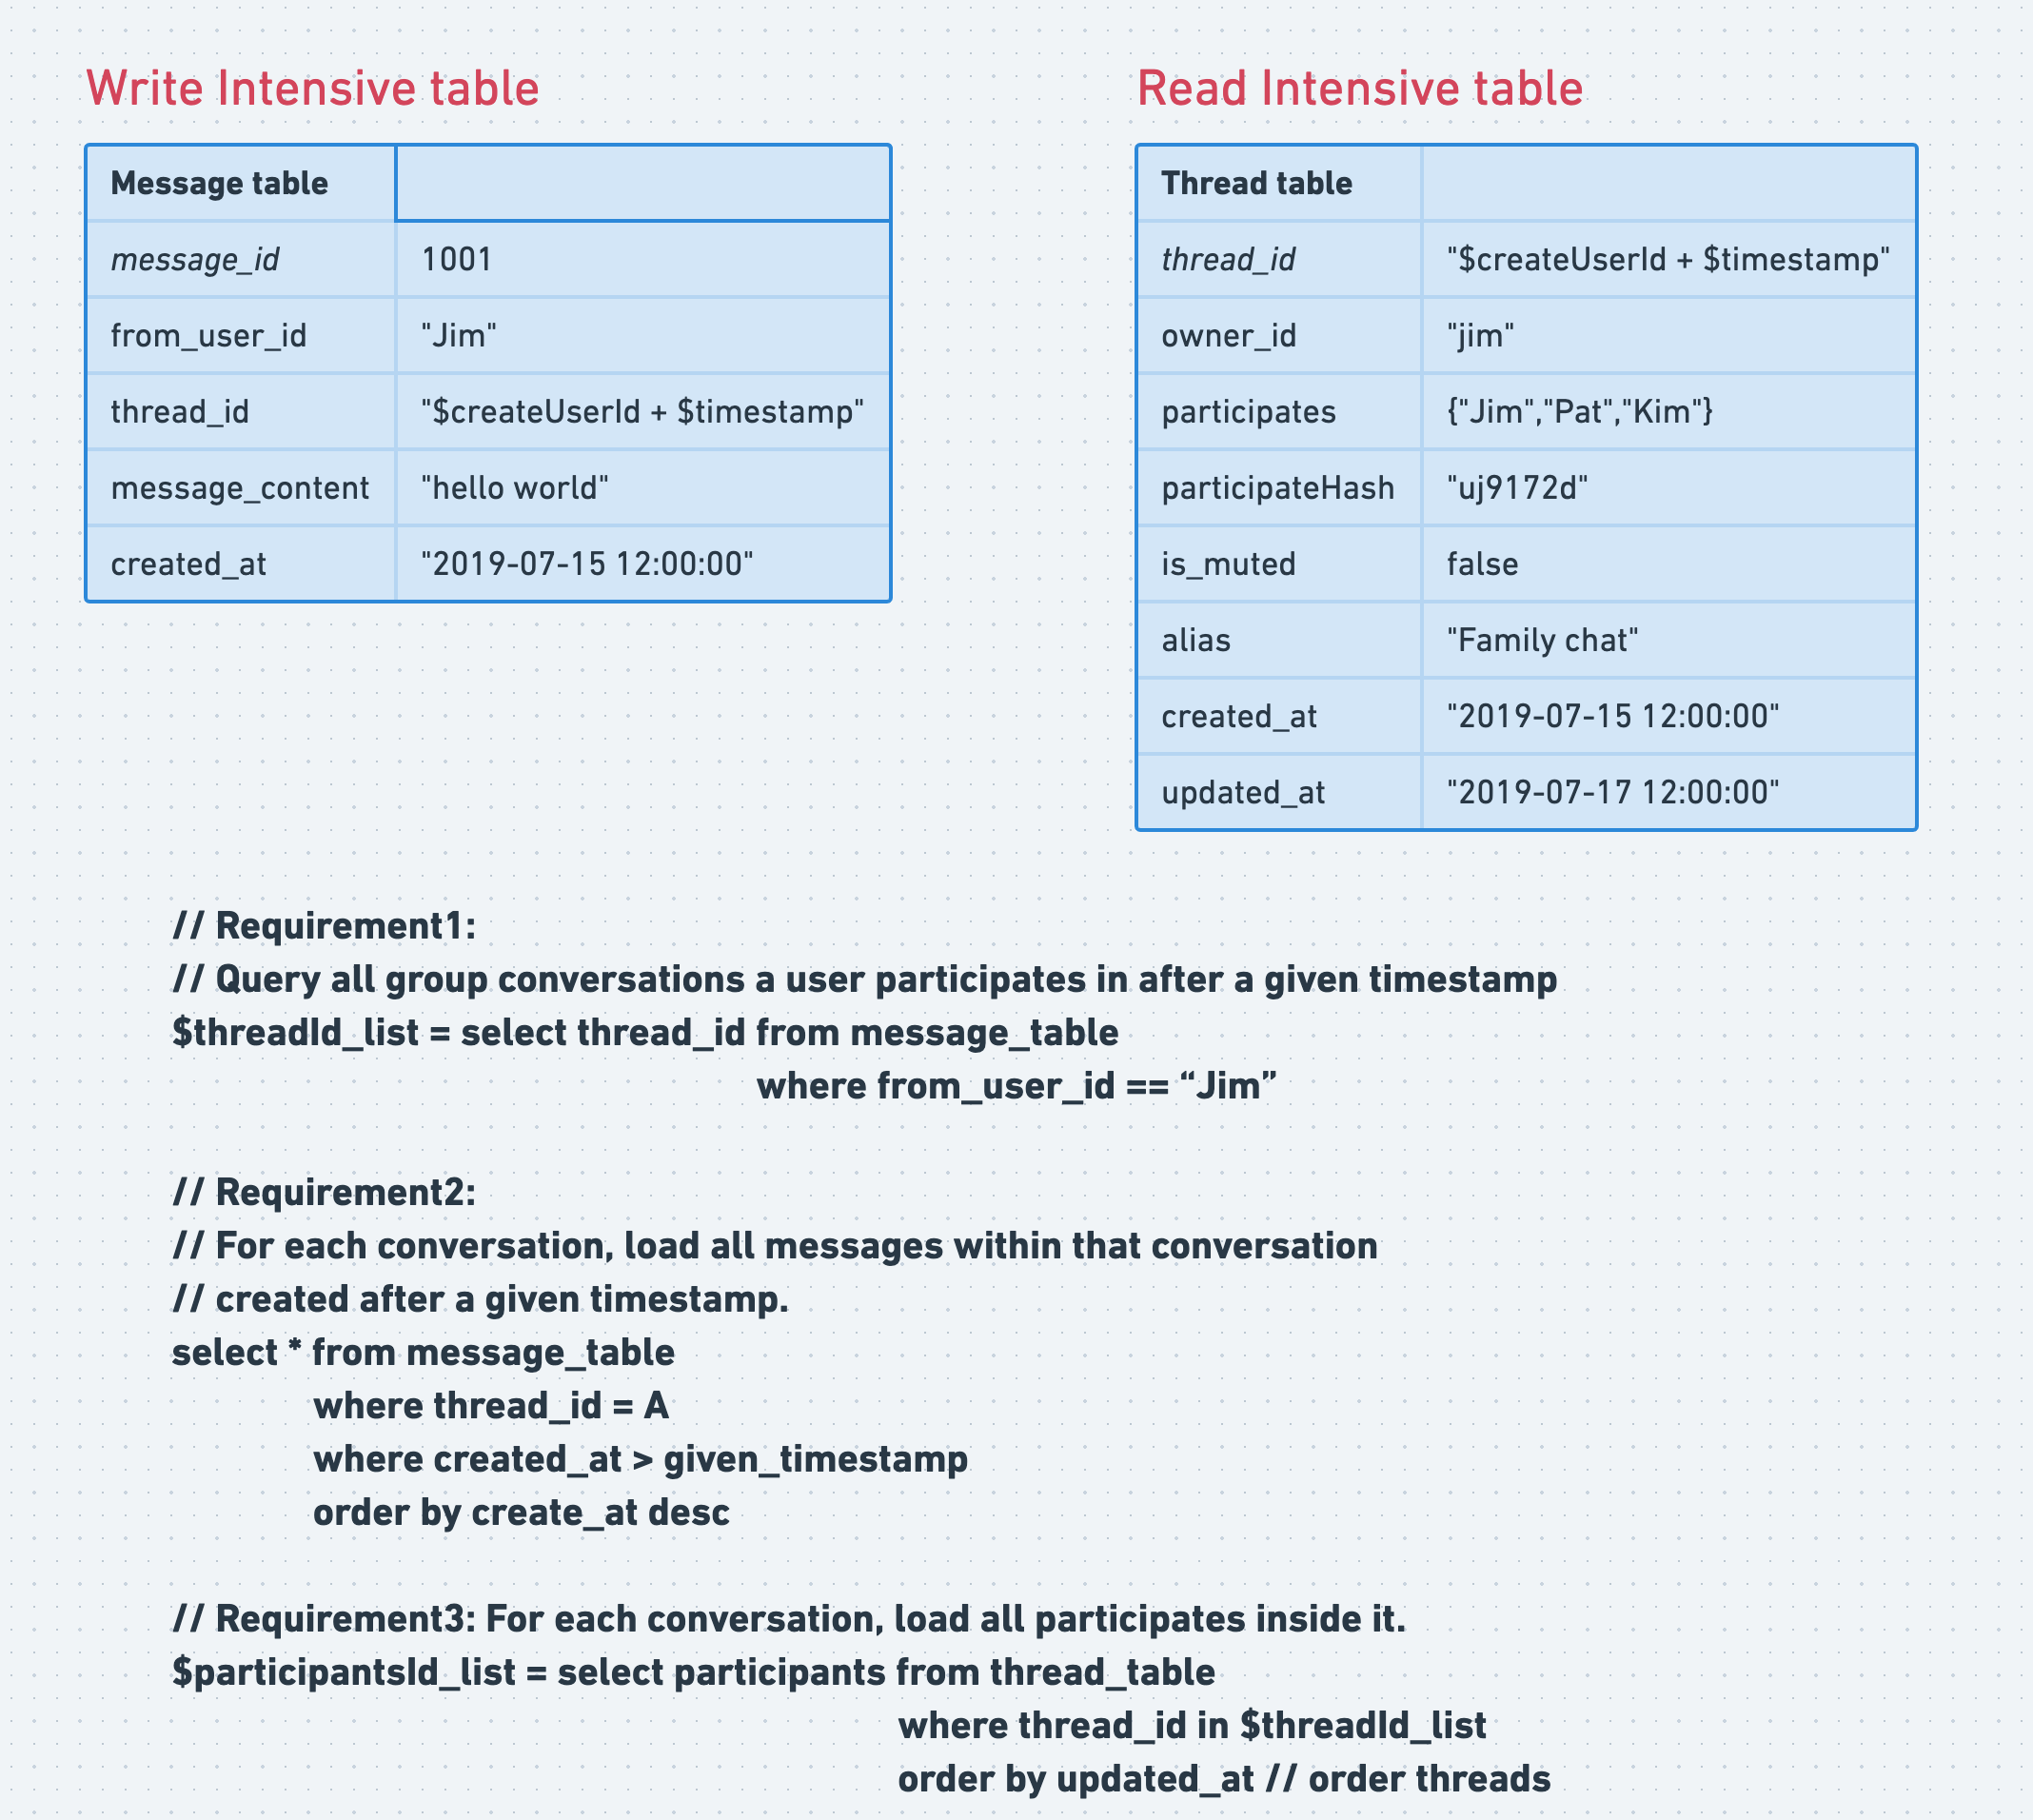 Write Intensive table
Read Intensive table
Message table
message_id 1001
from_user_id "Jim"
thread_id "$createUserId + $timestamp"
message_content "hello world"
created_at "2019-07-15 12:00:00"
Thread table
thread_id "$createUserId + $timestamp"
owner_id "jim"
participates {"Jim","Pat","Kim"}
participateHash "uj9172d"
is_muted false
alias "Family chat"
created_at "2019-07-15 12:00:00"
updated_at "2019-07-17 12:00:00"
// Requirement1:
// Query all group conversations a user participates in after a given timestamp
$threadId_list = select thread_id from message_table
where from_user_id == “Jim”
// Requirement2:
// For each conversation, load all messages within that conversation
// created after a given timestamp.
select * from message_table
where thread_id = A
where created_at > given_timestamp
order by create_at desc
// Requirement3: For each conversation, load all participates inside it.
$participantsId_list = select participants from thread_table
where thread_id in $threadId_list
order by updated_at // order threads